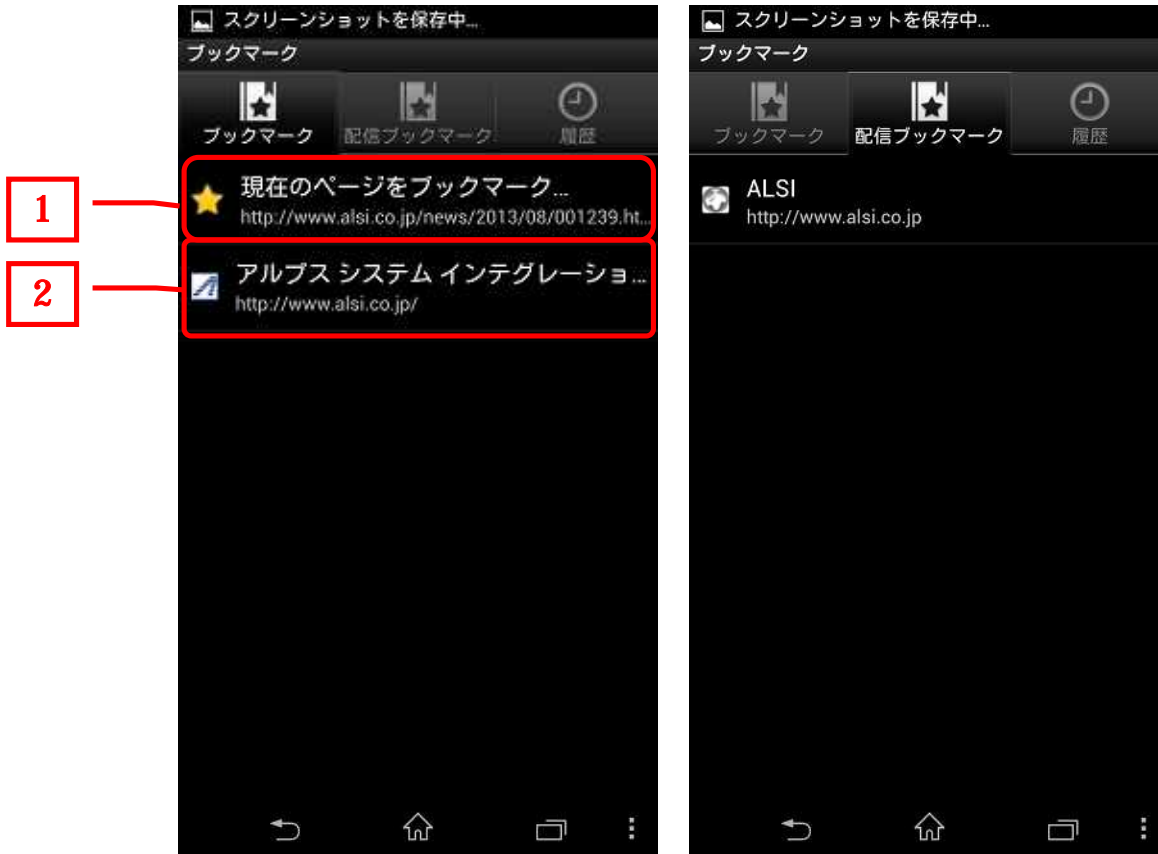 スクリーンショットを保存中...
ブックマーク
ブックマーク 配信ブックマーク 履歴
1
現在のページをブックマーク...
http://www.alsi.co.jp/news/2013/08/001239.ht...
2
アルプス システム インテグレーショ...
http://www.alsi.co.jp/
スクリーンショットを保存中...
ブックマーク
ブックマーク 配信ブックマーク 履歴
ALSI
http://www.alsi.co.jp